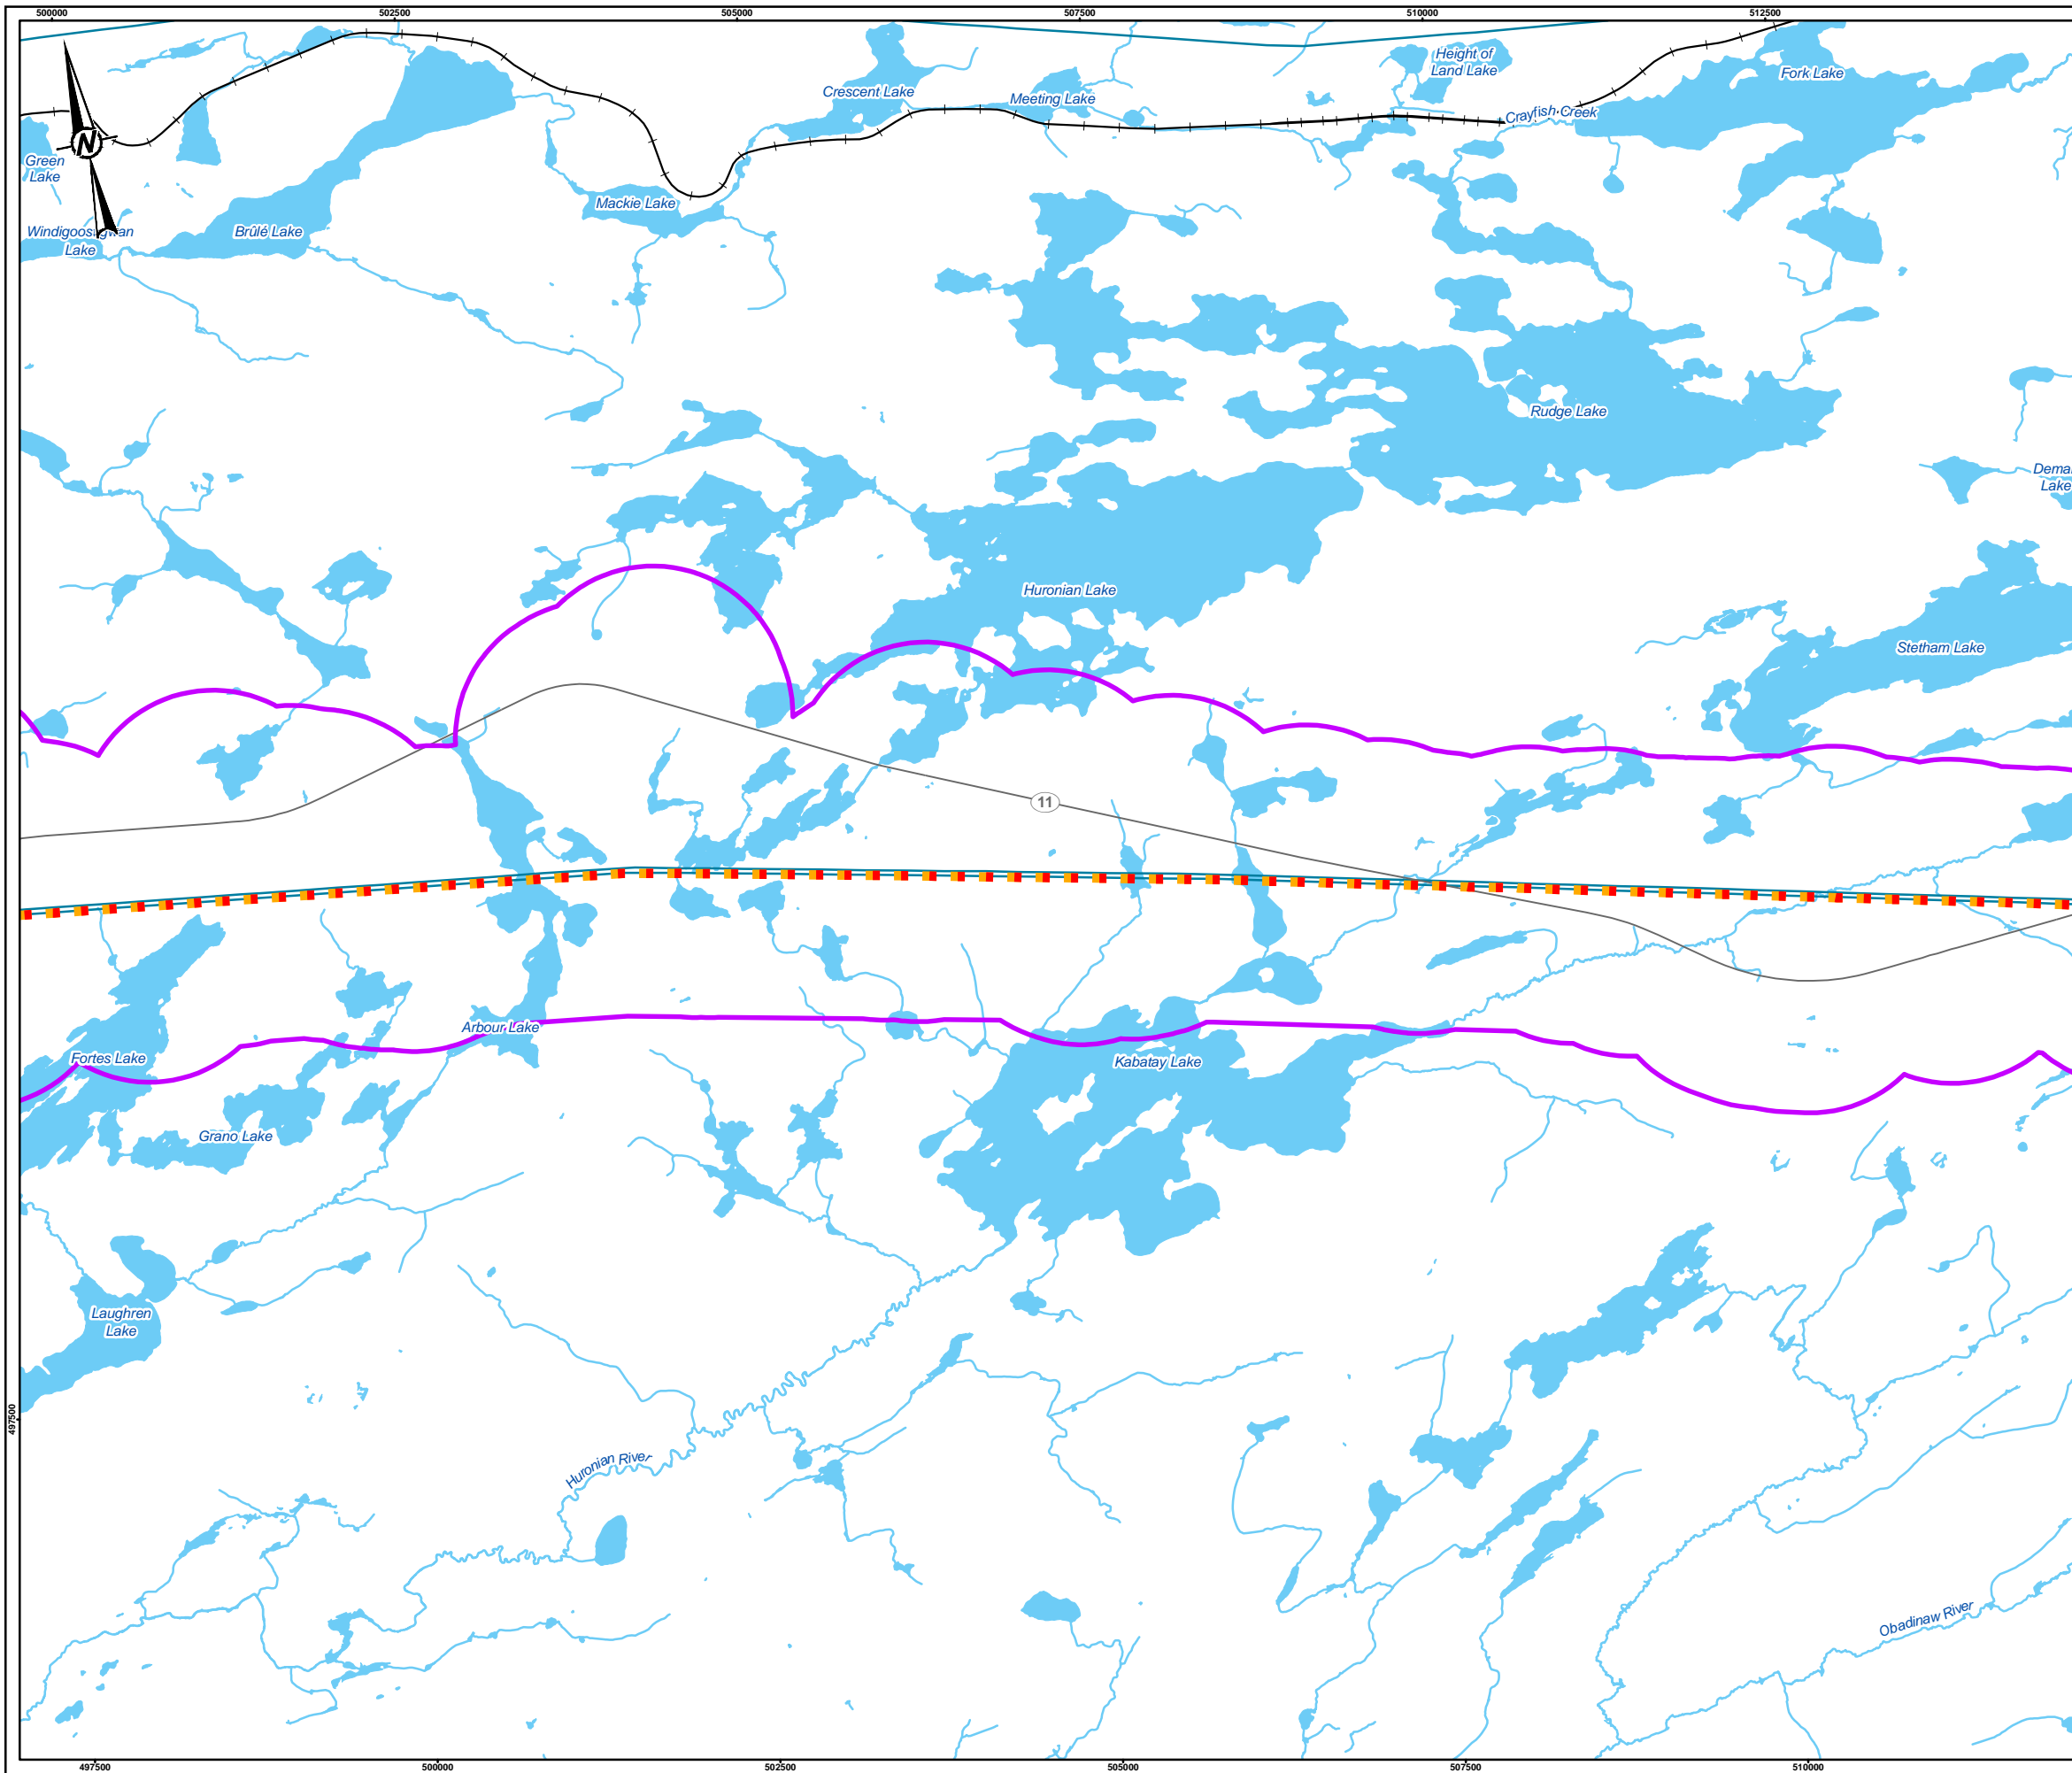 500000 502500 505000 507500 510000 512500
Height of
Land Lake
Fork Lake
Crescent Lake
Meeting Lake
Crayfish Creek
N
Green
Lake
Mackie Lake
Brûlé Lake
Lake
Rudge Lake
Lake
Huronian Lake
Stetham Lake
11
Arbour Lake
Fortes Lake
Kabatay Lake
Grano Lake
Laughren
Lake
497500
Huronian River
Obadinaw River
497500 500000 502500 505000 507500 510000